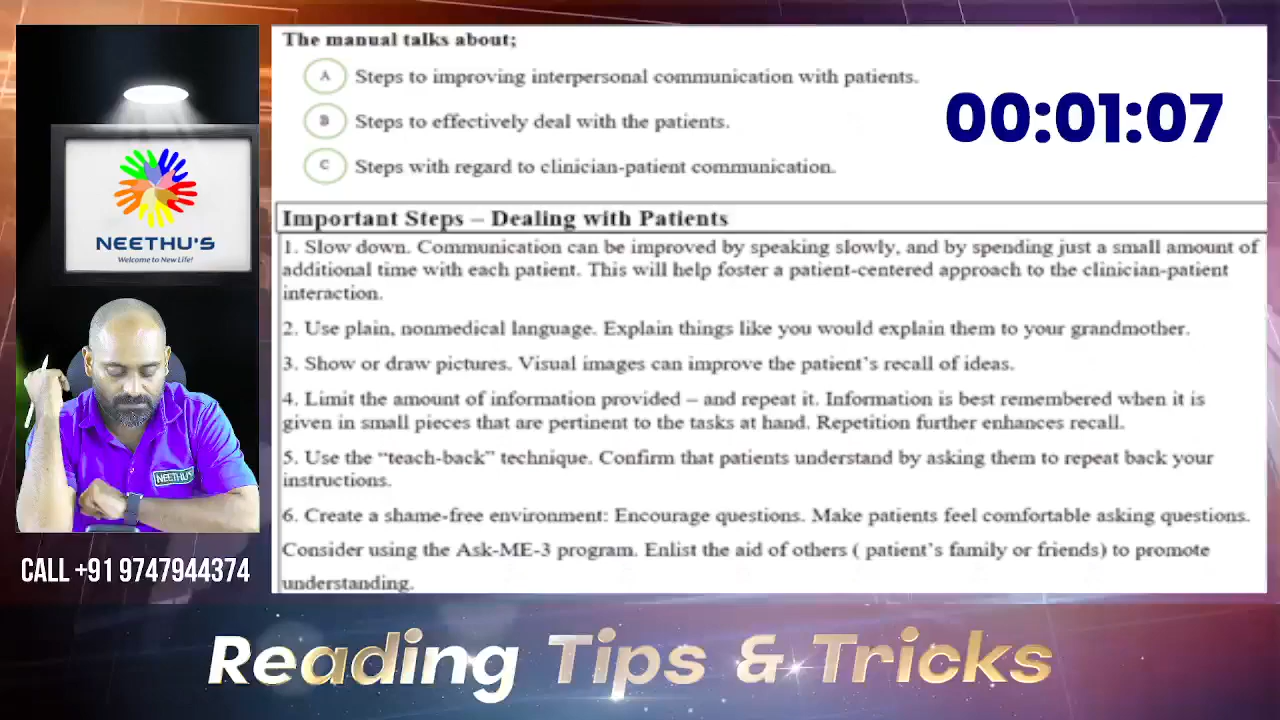 The manual talks about;
A Steps to improving interpersonal communication with patients.
B Steps to effectively deal with the patients.
C Steps with regard to clinician-patient communication.
00:01:07
Important Steps – Dealing with Patients
1. Slow down. Communication can be improved by speaking slowly, and by spending just a small amount of
additional time with each patient. This will help foster a patient-centered approach to the clinician-patient
interaction.
2. Use plain, nonmedical language. Explain things like you would explain them to your grandmother.
3. Show or draw pictures. Visual images can improve the patient's recall of ideas.
4. Limit the amount of information provided – and repeat it. Information is best remembered when it is
given in small pieces that are pertinent to the tasks at hand. Repetition further enhances recall.
5. Use the “teach-back” technique. Confirm that patients understand by asking them to repeat back your
instructions.
6. Create a shame-free environment: Encourage questions. Make patients feel comfortable asking questions.
Consider using the Ask-ME-3 program. Enlist the aid of others ( patient's family or friends) to promote
understanding.
NEETHU'S
Welcome to New Life!
NEETHU'S
CALL +91 9747944374
Reading Tips & Tricks